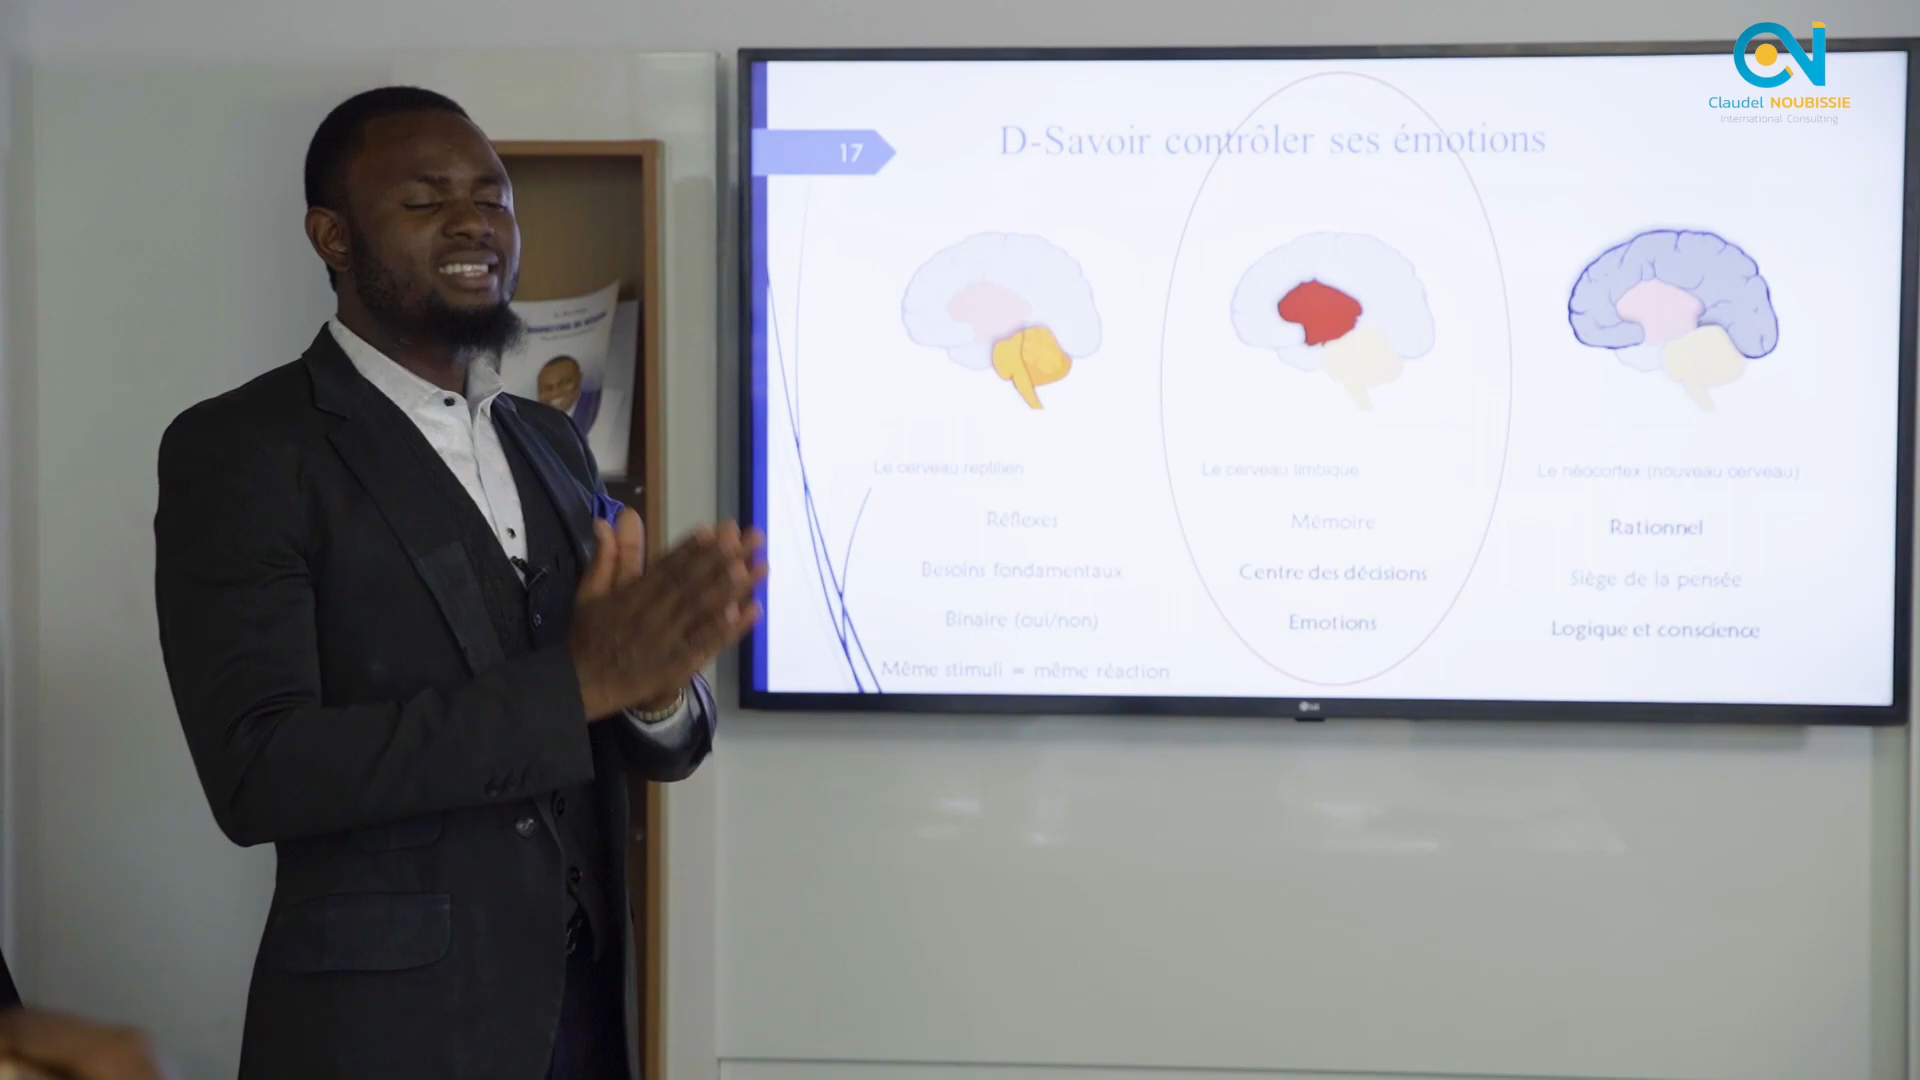 Claudel NOUBISSIE
International Consulting
17
D-Savoir contrôler ses émotions
Le cerveau reptilien
Réflexes
Besoins fondamentaux
Binaire (oui/non)
Même stimuli = même réaction
Le cerveau limbique
Mémoire
Centre des décisions
Emotions
Le néocortex (nouveau cerveau)
Rationnel
Siège de la pensée
Logique et conscience
LG